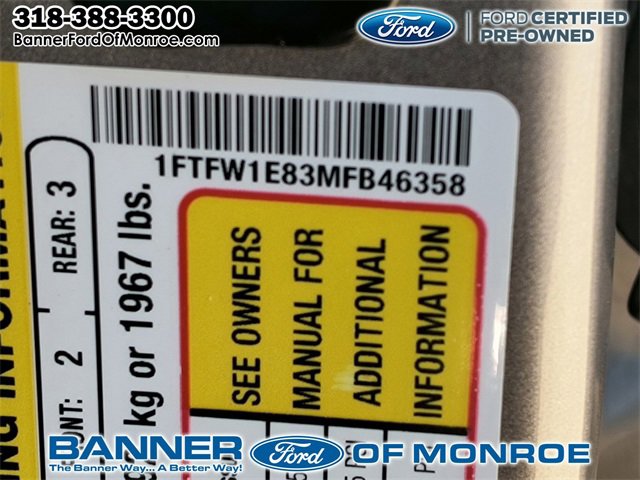 318-388-3300
BannerFordOfMonroe.com
Ford
FORD CERTIFIED
PRE-OWNED
1FTFW1E83MFB46358
REAR: 3
2
kg or 1967 lbs.
SEE OWNERS
MANUAL FOR
ADDITIONAL
INFORMATION
BANNER Ford OF MONROE
The Banner Way... A Better Way!